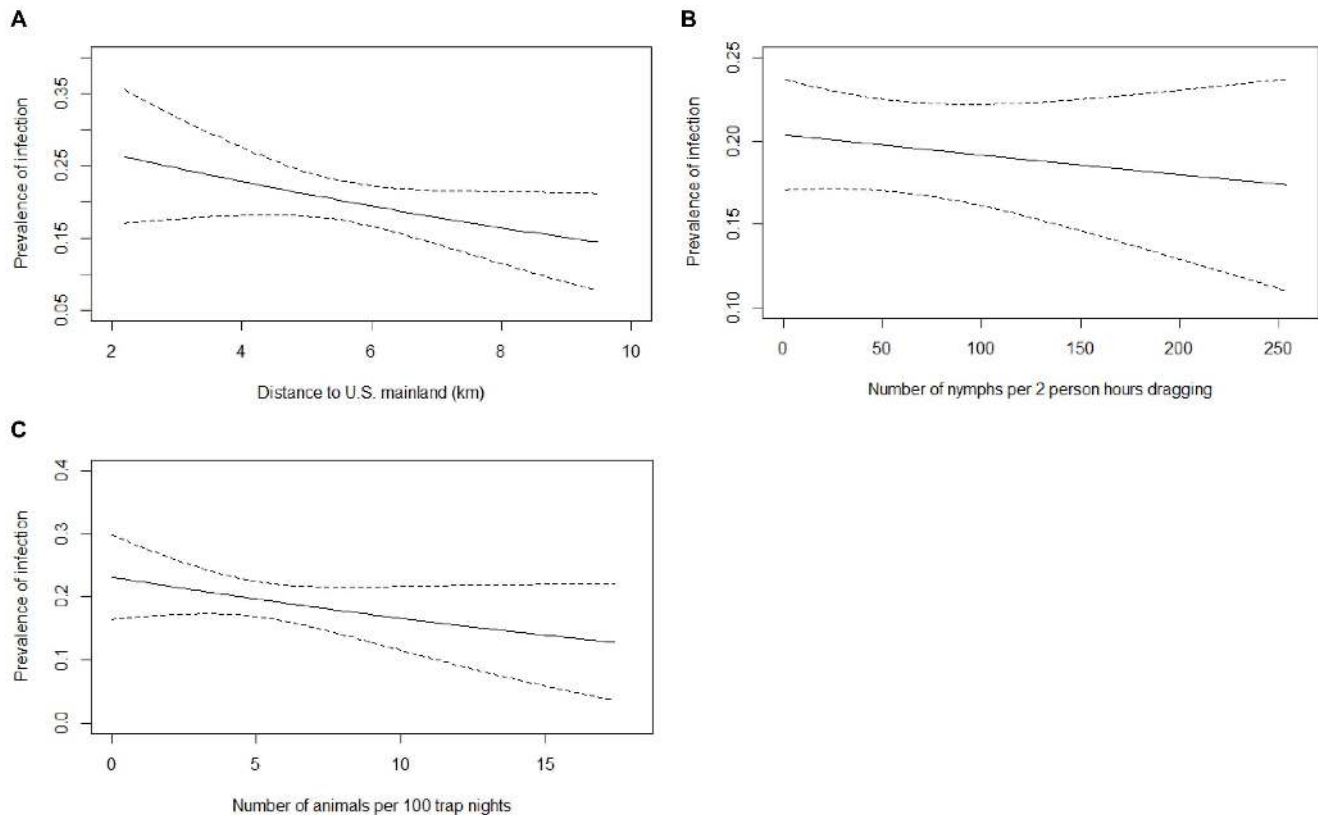 A
Prevalence of infection
0.35
0.25
0.15
0.05
2 4 6 8 10
Distance to U.S. mainland (km)
B
Prevalence of infection
0.25
0.20
0.15
0.10
0 50 100 150 200 250
Number of nymphs per 2 person hours dragging
C
Prevalence of infection
0.4
0.3
0.2
0.1
0.0
0 5 10 15
Number of animals per 100 trap nights